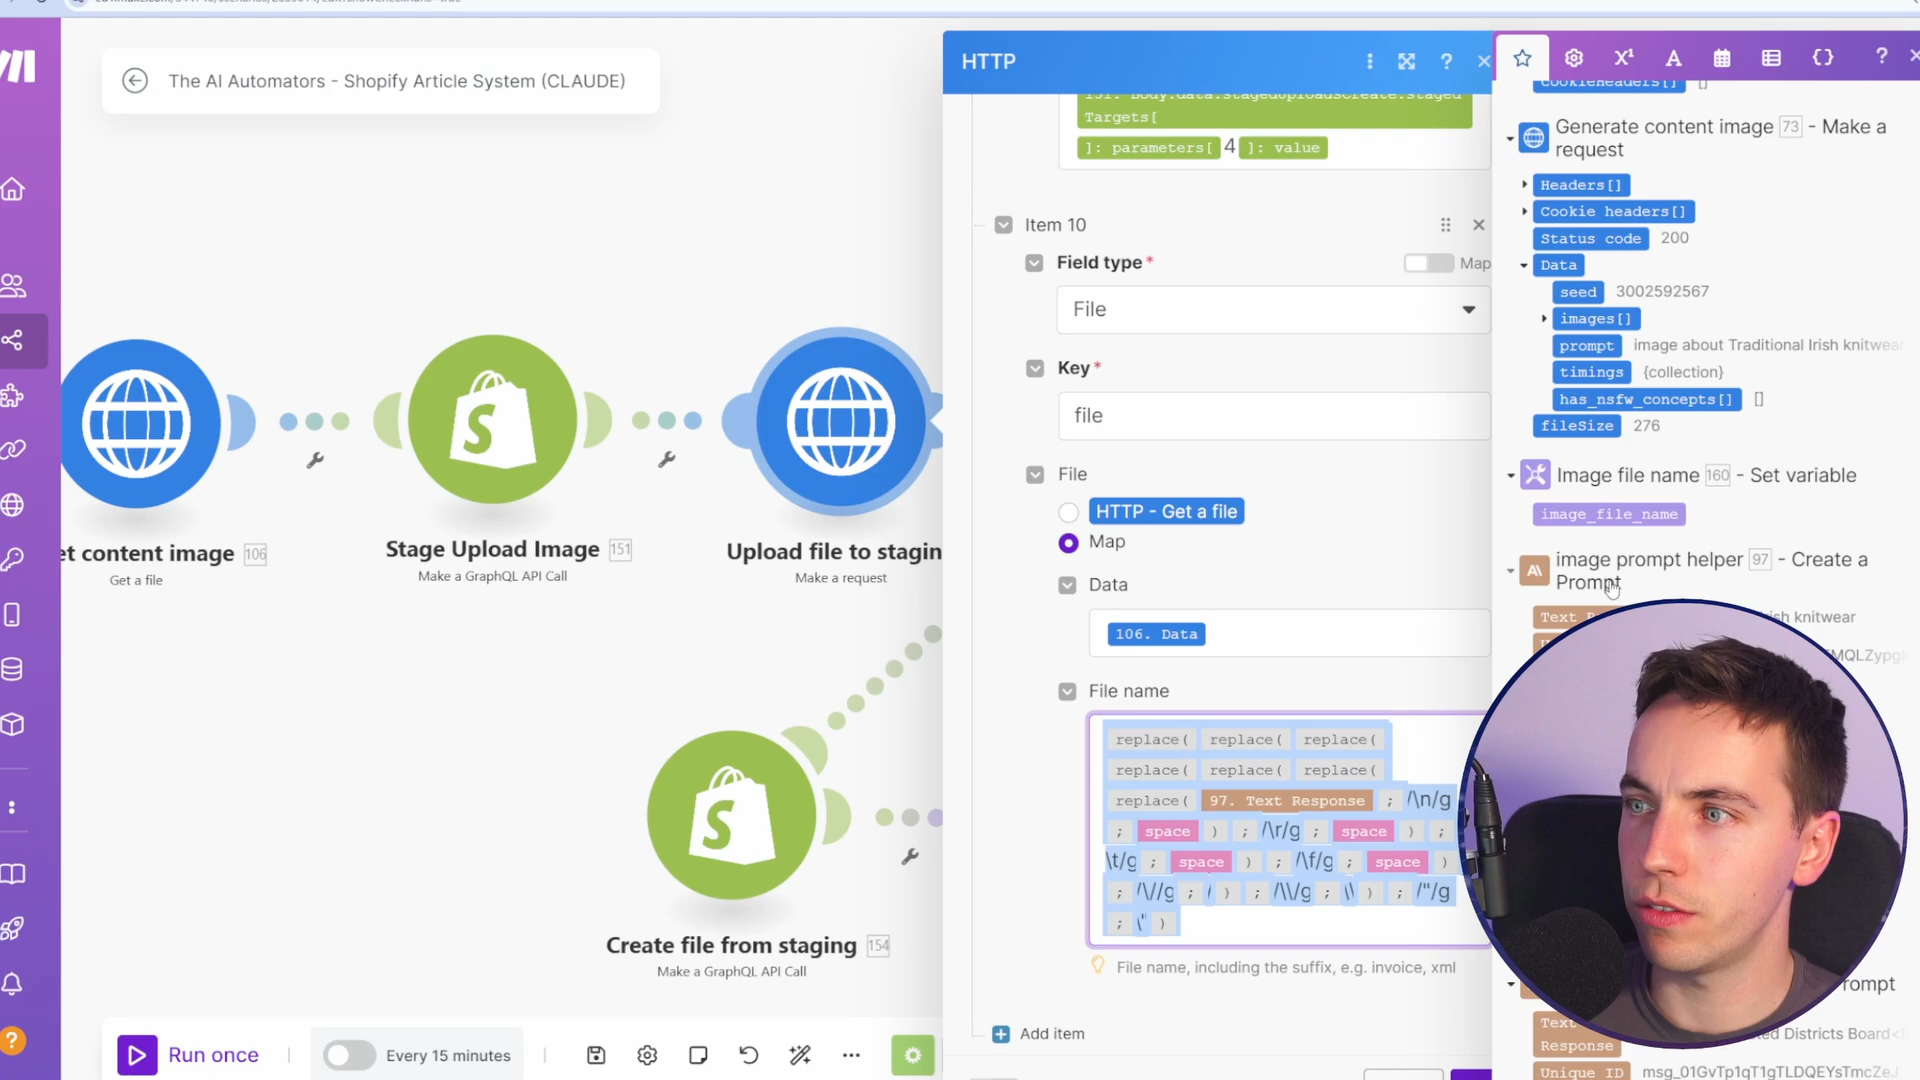 The AI Automators - Shopify Article System (CLAUDE)
HTTP
?
Targets[
]: parameters[ 4 ]: value
Item 10
Field type *
Map
File
Key *
file
File
HTTP - Get a file
Map
Data
106. Data
File name
replace( replace( replace(
replace( replace( replace(
replace( 97. Text Response ; /\n/g
; space ) ; /\r/g ; space ) ;
\t/g ; space ) ; /\f/g ; space )
; /\//g ; / ) ; /\\/g ; \\ ) ; /"/g
; \" )
File name, including the suffix, e.g. invoice, xml
Add item
?
cookieHeaders[] []
Generate content image 73 - Make a
request
Headers[]
Cookie headers[]
Status code 200
Data
seed 3002592567
images[]
prompt image about Traditional Irish knitwear
timings {collection}
has_nsfw_concepts[] []
fileSize 276
Image file name 160 - Set variable
image_file_name
image prompt helper 97 - Create a
Prompt
Text
knitwear
Text
Response
Districts Board<b
Unique ID msg_01GvTp1qT1gTLDQEYsTmcZeJ
content image 106
Get a file
Stage Upload Image 151
Make a GraphQL API Call
Upload file to stagin
Make a request
Create file from staging 154
Make a GraphQL API Call
Run once
Every 15 minutes
?